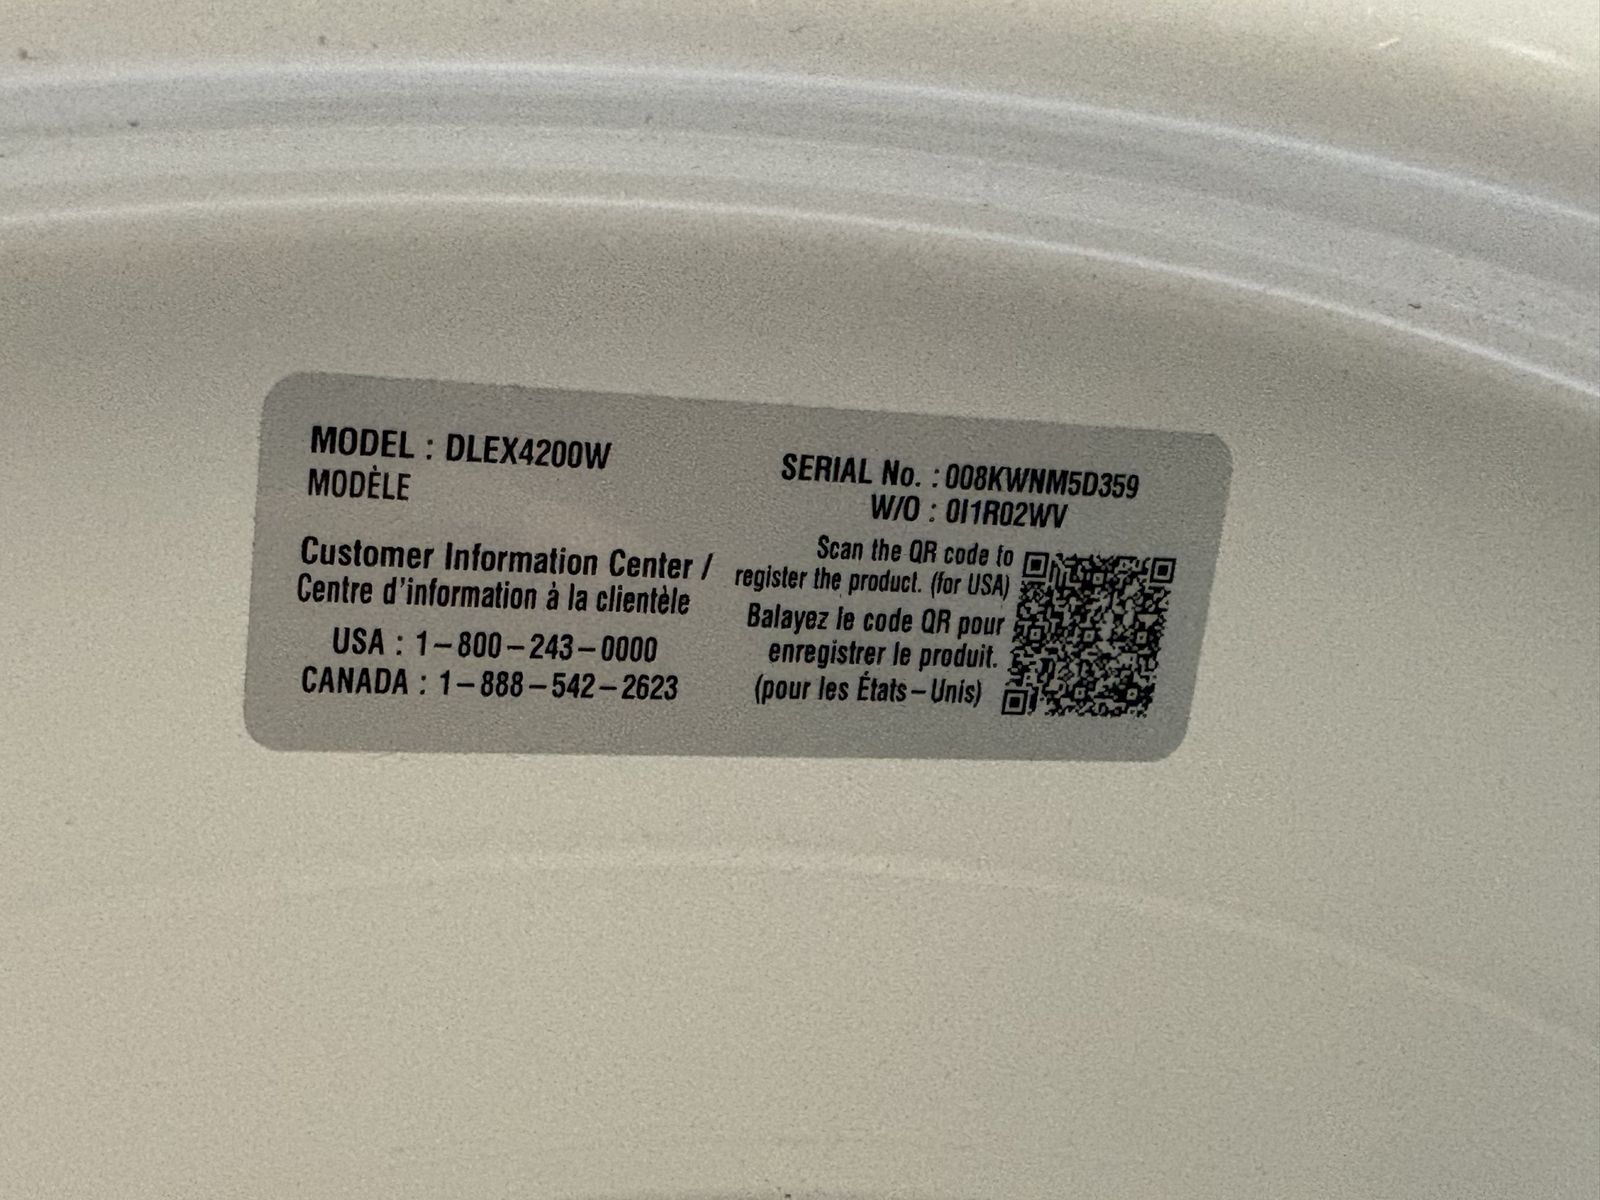 MODEL : DLEX4200W
MODÈLE
Customer Information Center /
Centre d'information à la clientèle
USA : 1-800-243-0000
CANADA : 1-888-542-2623
SERIAL No. : 008KWNM5D359
W/O : 0I1R02WV
Scan the QR code to
register the product. (for USA)
Balayez le code QR pour
enregistrer le produit.
(pour les États-Unis)